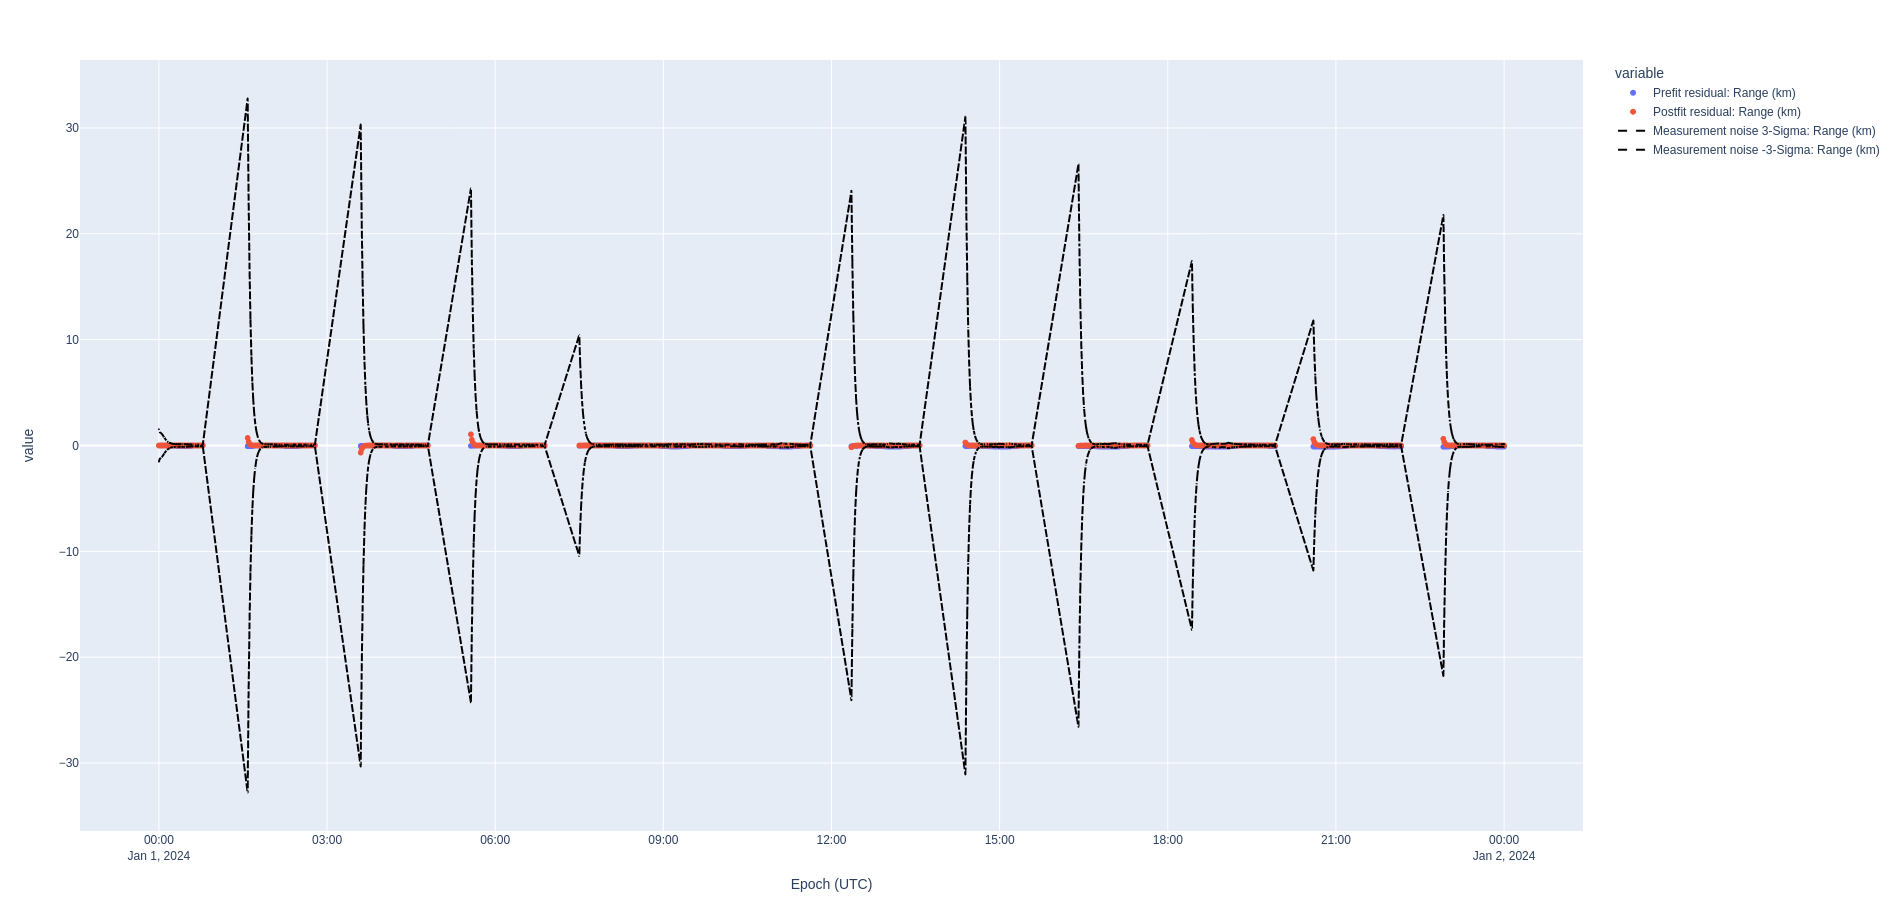 variable
Prefit residual: Range (km)
Postfit residual: Range (km)
Measurement noise 3-Sigma: Range (km)
Measurement noise -3-Sigma: Range (km)
value
30
20
10
0
−10
−20
−30
00:00 03:00 06:00 09:00 12:00 15:00 18:00 21:00 00:00
Jan 1, 2024 Jan 2, 2024
Epoch (UTC)